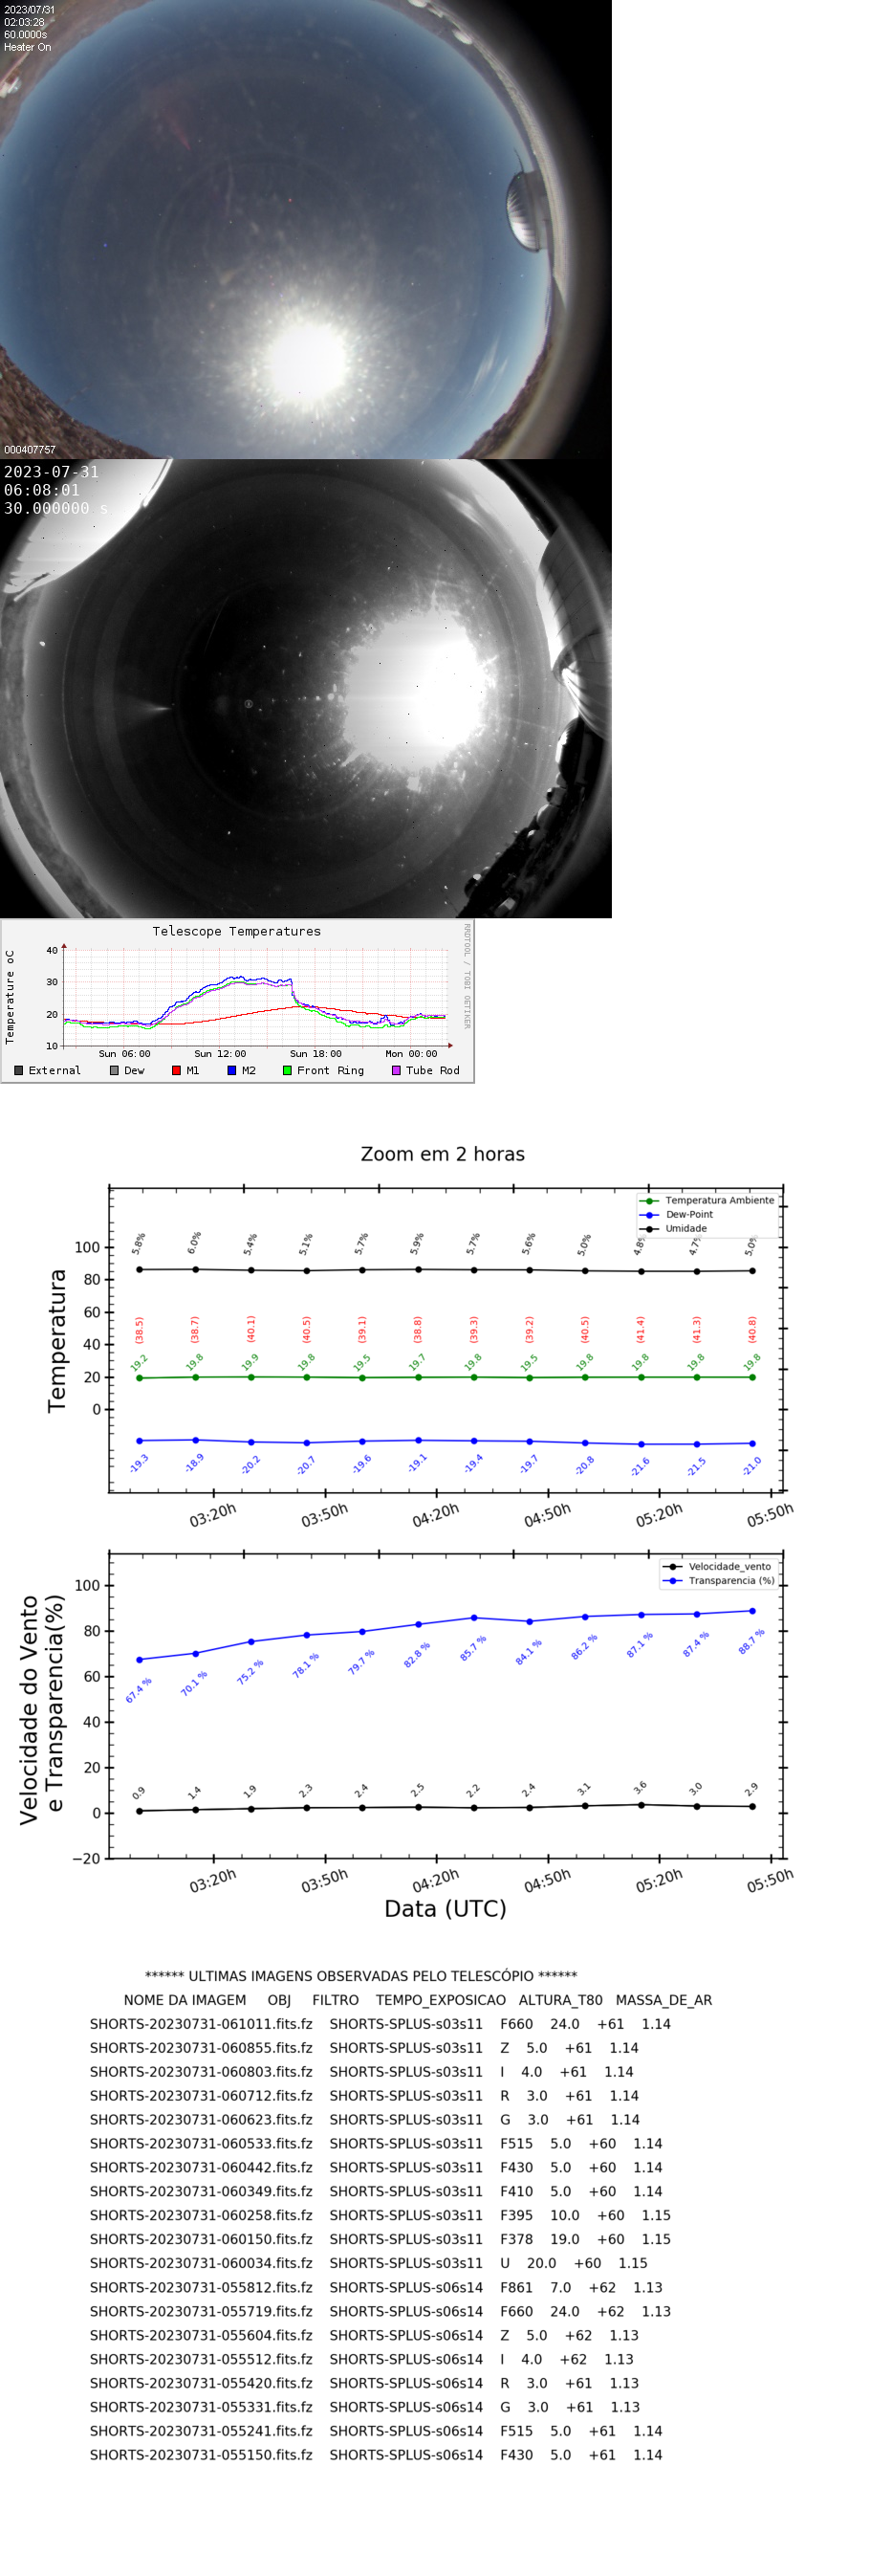 2023/07/31
02:03:28
60.0000s
Heater On
000407757
2023-07-31
06:08:01
30.000000 s
Telescope Temperatures
RRDTOOL / TOBI OETIKER
Temperature oC
40
30
20
10
Sun 06:00 Sun 12:00 Sun 18:00 Mon 00:00
External Dew M1 M2 Front Ring Tube Rod
Zoom em 2 horas
Temperatura Ambiente
Dew-Point
Umidade
Temperatura
100
80
60
40
20
0
5.8% 6.0% 5.4% 5.1% 5.7% 5.9% 5.7% 5.6% 5.0% 4.8% 4.7% 5.0%
(38.5) (38.7) (40.1) (40.5) (39.1) (38.8) (39.3) (39.2) (40.5) (41.4) (41.3) (40.8)
19.2 19.8 19.9 19.8 19.5 19.7 19.8 19.5 19.8 19.8 19.8 19.8
-19.3 -18.9 -20.2 -20.7 -19.6 -19.1 -19.4 -19.7 -20.8 -21.6 -21.5 -21.0
03:20h 03:50h 04:20h 04:50h 05:20h 05:50h
Velocidade_vento
Transparencia (%)
Velocidade do Vento
e Transparencia(%)
100
80
60
40
20
0
−20
67.4 % 70.1 % 75.2 % 78.1 % 79.7 % 82.8 % 85.7 % 84.1 % 86.2 % 87.1 % 87.4 % 88.7 %
0.9 1.4 1.9 2.3 2.4 2.5 2.2 2.4 3.1 3.6 3.0 2.9
03:20h 03:50h 04:20h 04:50h 05:20h 05:50h
Data (UTC)
****** ULTIMAS IMAGENS OBSERVADAS PELO TELESCÓPIO ******
NOME DA IMAGEM OBJ FILTRO TEMPO_EXPOSICAO ALTURA_T80 MASSA_DE_AR
SHORTS-20230731-061011.fits.fz SHORTS-SPLUS-s03s11 F660 24.0 +61 1.14
SHORTS-20230731-060855.fits.fz SHORTS-SPLUS-s03s11 Z 5.0 +61 1.14
SHORTS-20230731-060803.fits.fz SHORTS-SPLUS-s03s11 I 4.0 +61 1.14
SHORTS-20230731-060712.fits.fz SHORTS-SPLUS-s03s11 R 3.0 +61 1.14
SHORTS-20230731-060623.fits.fz SHORTS-SPLUS-s03s11 G 3.0 +61 1.14
SHORTS-20230731-060533.fits.fz SHORTS-SPLUS-s03s11 F515 5.0 +60 1.14
SHORTS-20230731-060442.fits.fz SHORTS-SPLUS-s03s11 F430 5.0 +60 1.14
SHORTS-20230731-060349.fits.fz SHORTS-SPLUS-s03s11 F410 5.0 +60 1.14
SHORTS-20230731-060258.fits.fz SHORTS-SPLUS-s03s11 F395 10.0 +60 1.15
SHORTS-20230731-060150.fits.fz SHORTS-SPLUS-s03s11 F378 19.0 +60 1.15
SHORTS-20230731-060034.fits.fz SHORTS-SPLUS-s03s11 U 20.0 +60 1.15
SHORTS-20230731-055812.fits.fz SHORTS-SPLUS-s06s14 F861 7.0 +62 1.13
SHORTS-20230731-055719.fits.fz SHORTS-SPLUS-s06s14 F660 24.0 +62 1.13
SHORTS-20230731-055604.fits.fz SHORTS-SPLUS-s06s14 Z 5.0 +62 1.13
SHORTS-20230731-055512.fits.fz SHORTS-SPLUS-s06s14 I 4.0 +62 1.13
SHORTS-20230731-055420.fits.fz SHORTS-SPLUS-s06s14 R 3.0 +61 1.13
SHORTS-20230731-055331.fits.fz SHORTS-SPLUS-s06s14 G 3.0 +61 1.13
SHORTS-20230731-055241.fits.fz SHORTS-SPLUS-s06s14 F515 5.0 +61 1.14
SHORTS-20230731-055150.fits.fz SHORTS-SPLUS-s06s14 F430 5.0 +61 1.14